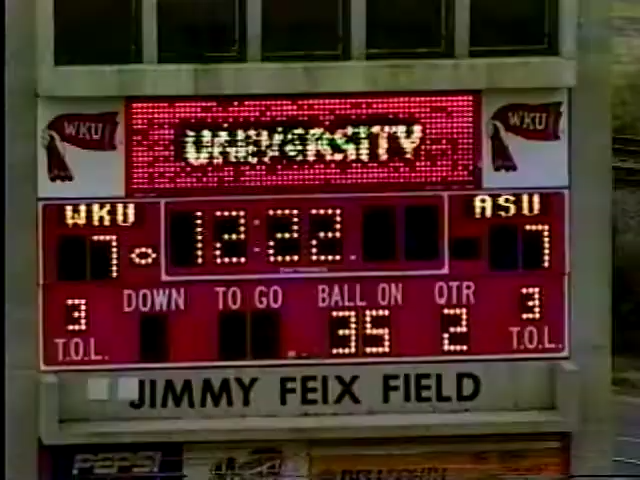 WKU
UNIVERSITY
WKU
WKU 12:22 ASU
7 7
DOWN TO GO BALL ON QTR
3 35 2 3
T.O.L. T.O.L.
JIMMY FEIX FIELD
PEPSI